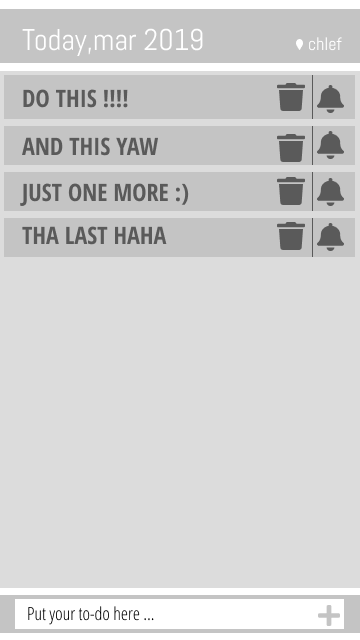 Today,mar 2019
chlef
DO THIS !!!!
AND THIS YAW
JUST ONE MORE :)
THA LAST HAHA
Put your to-do here ...